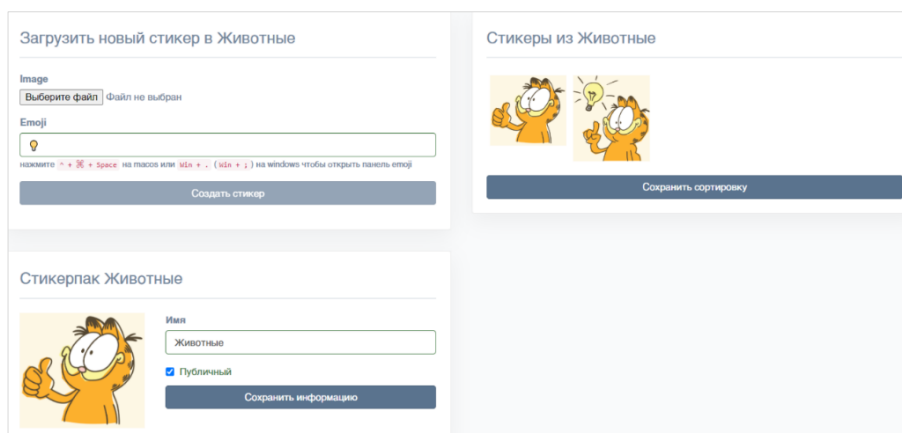 Загрузить новый стикер в Животные
Image
Выберите файл Файл не выбран
Emoji
нажмите ^ + ⌘ + Space на macos или Win + . (Win + ;) на windows чтобы открыть панель emoji
Создать стикер
Стикеры из Животные
Сохранить сортировку
Стикерпак Животные
Имя
Животные
Публичный
Сохранить информацию